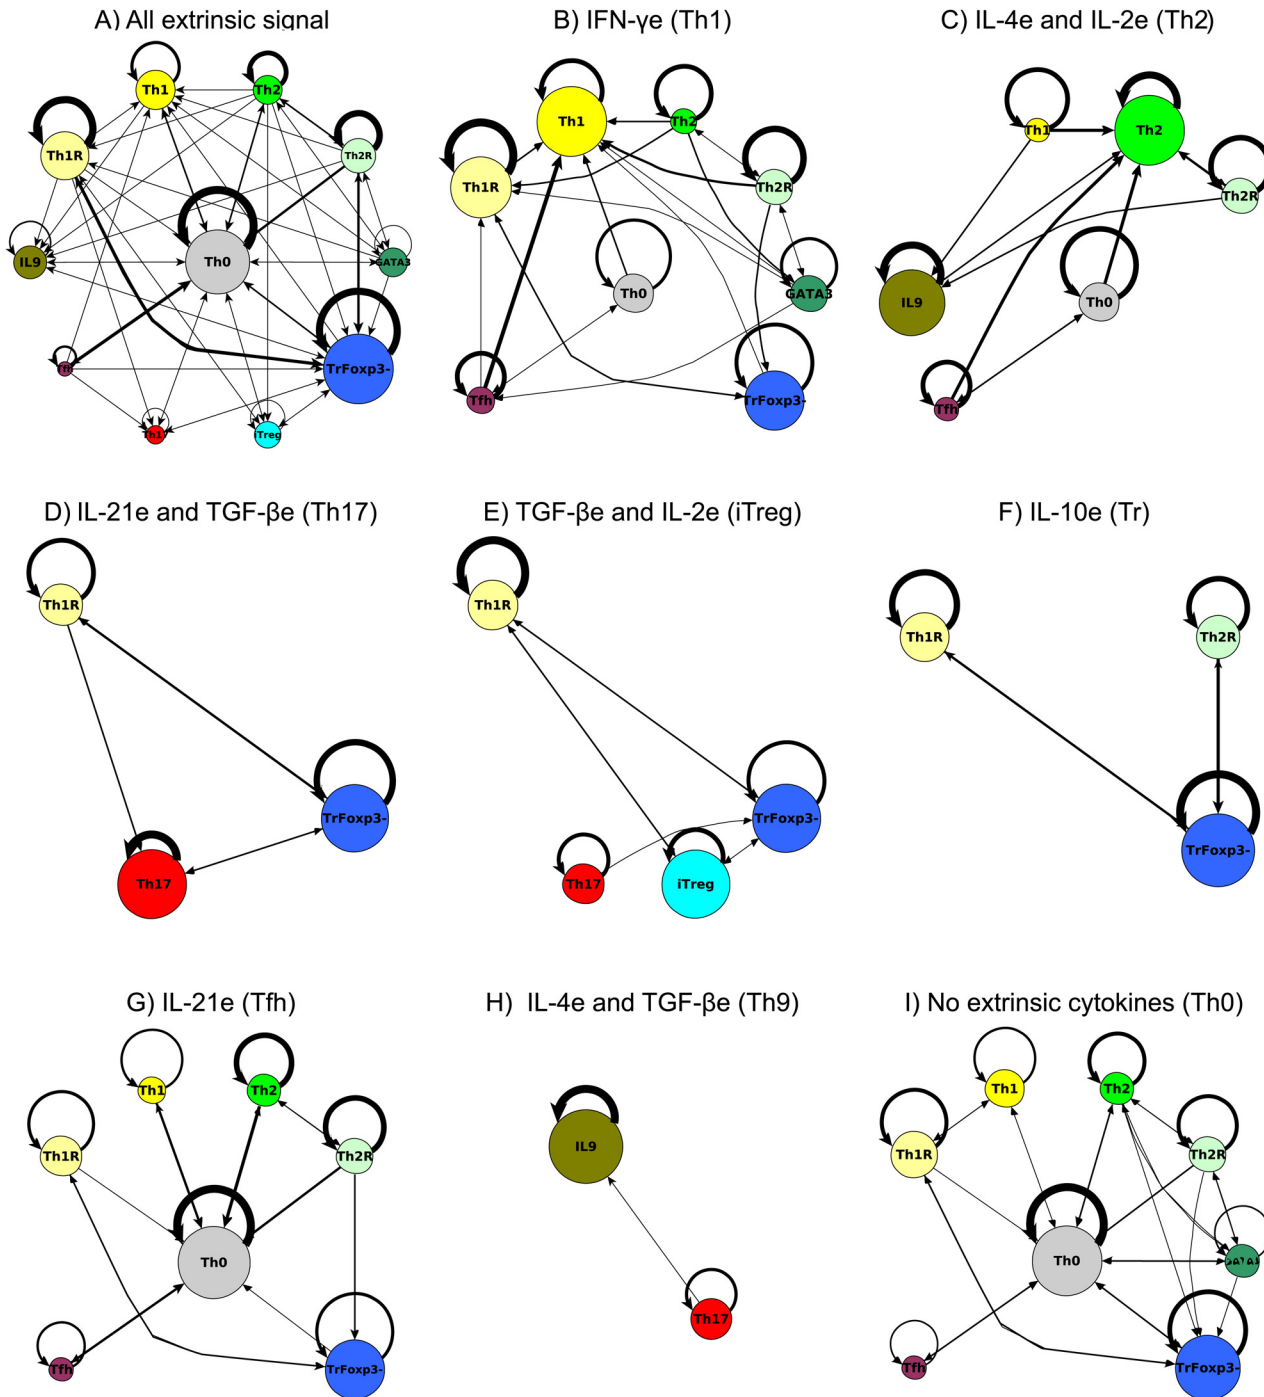 A) All extrinsic signal
B) IFN-γe (Th1)
C) IL-4e and IL-2e (Th2)
Th1
Th2
Th1R
Th2R
IL9
Th0
GATA3
Tfh
TrFoxp3-
Th17
iTreg
Th1
Th2
Th1R
Th2R
Th0
GATA3
Tfh
TrFoxp3-
Th1
Th2
Th2R
IL9
Th0
Tfh
D) IL-21e and TGF-βe (Th17)
E) TGF-βe and IL-2e (iTreg)
F) IL-10e (Tr)
Th1R
TrFoxp3-
Th17
Th1R
TrFoxp3-
Th17
iTreg
Th1R
Th2R
TrFoxp3-
G) IL-21e (Tfh)
H) IL-4e and TGF-βe (Th9)
I) No extrinsic cytokines (Th0)
Th1
Th2
Th1R
Th2R
Th0
Tfh
TrFoxp3-
IL9
Th17
Th1
Th2
Th1R
Th2R
Th0
Tfh
TrFoxp3-